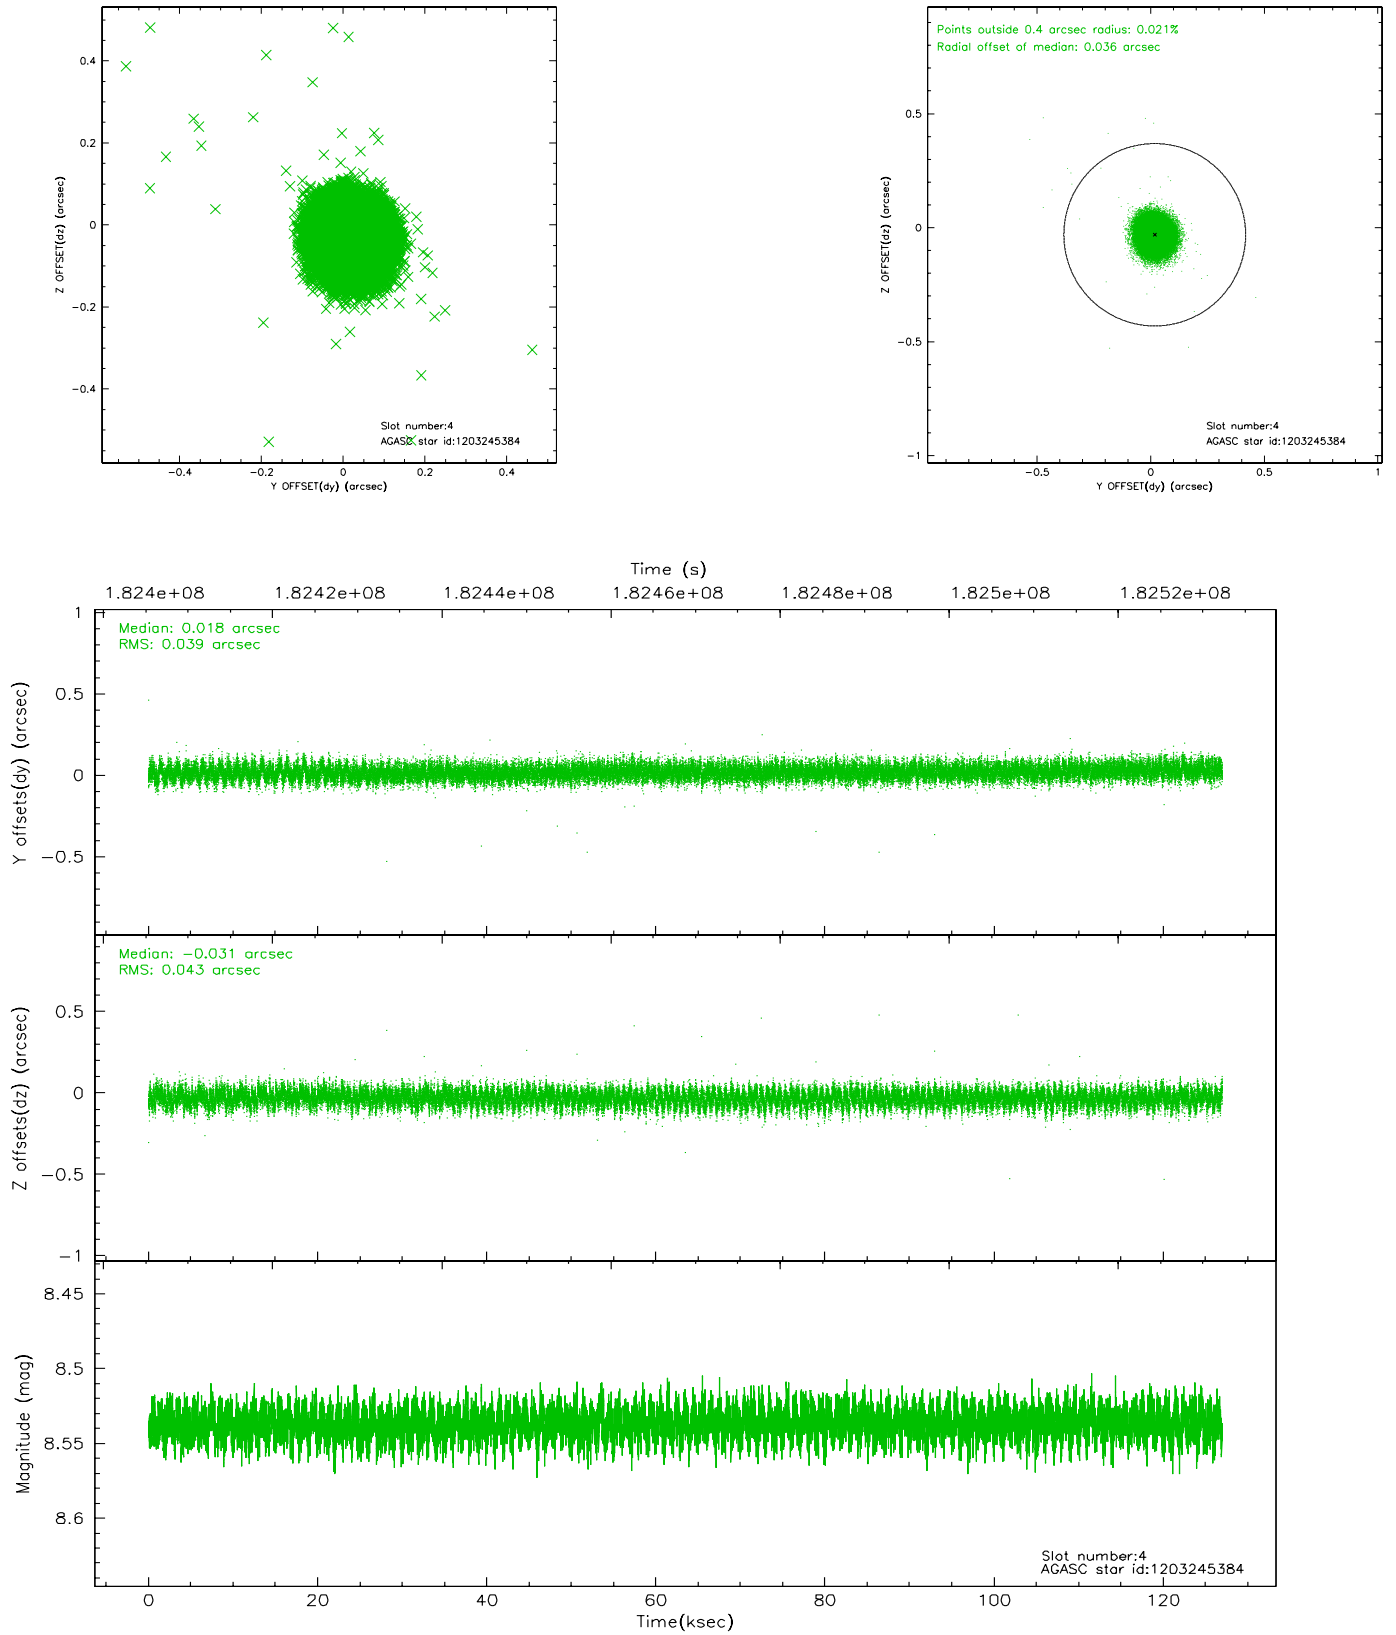 0.4
0.2
0
−0.2
−0.4
Z OFFSET(dz) (arcsec)
−0.4
−0.2
0
0.2
0.4
Y OFFSET(dy) (arcsec)
Slot number:4
AGASC star id:1203245384
Points outside 0.4 arcsec radius: 0.021%
Radial offset of median: 0.036 arcsec
0.5
0
−0.5
−1
Z OFFSET(dz) (arcsec)
−0.5
0
0.5
1
Y OFFSET(dy) (arcsec)
Slot number:4
AGASC star id:1203245384
Time (s)
1.824e+08
1.8242e+08
1.8244e+08
1.8246e+08
1.8248e+08
1.825e+08
1.8252e+08
Median: 0.018 arcsec
RMS: 0.039 arcsec
1
0.5
0
−0.5
Y offsets(dy) (arcsec)
Median: −0.031 arcsec
RMS: 0.043 arcsec
0.5
0
−0.5
−1
Z offsets(dz) (arcsec)
8.45
8.5
8.55
8.6
Magnitude (mag)
Slot number:4
AGASC star id:1203245384
0
20
40
60
80
100
120
Time(ksec)